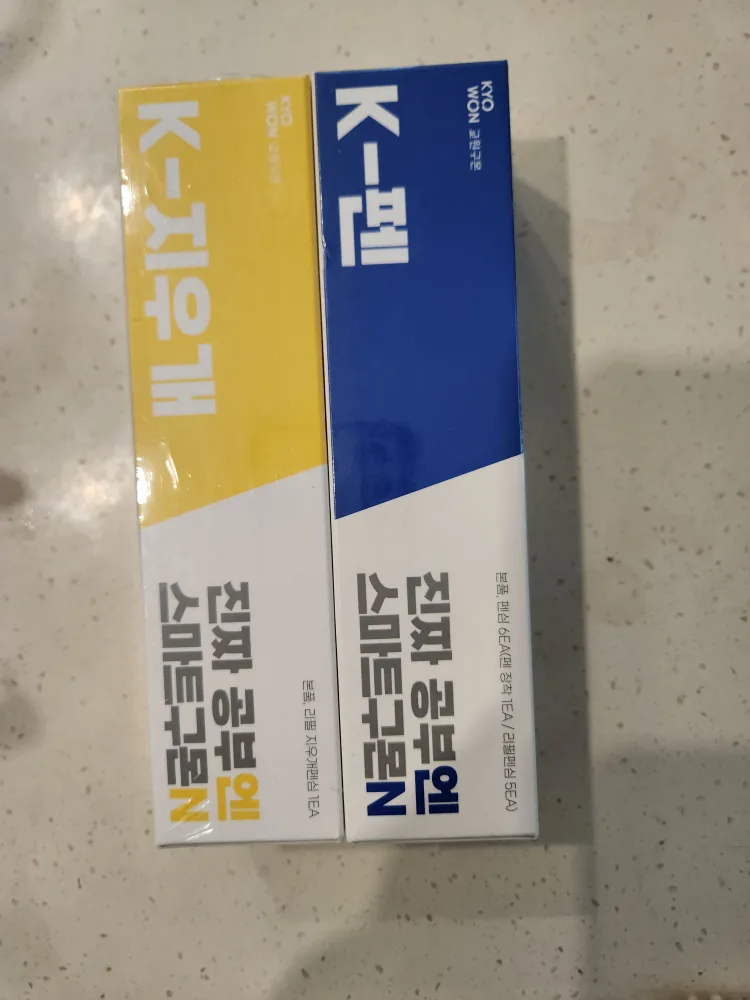 KYO
WON 교원구몬
K-지우개
진짜 공부엔
스마트구몬N
본품, 리필 지우개펜심 1EA
KYO
WON 교원구몬
K-펜
진짜 공부엔
스마트구몬N
본품, 펜심 6EA(펜 장착 1EA / 리필펜심 5EA)